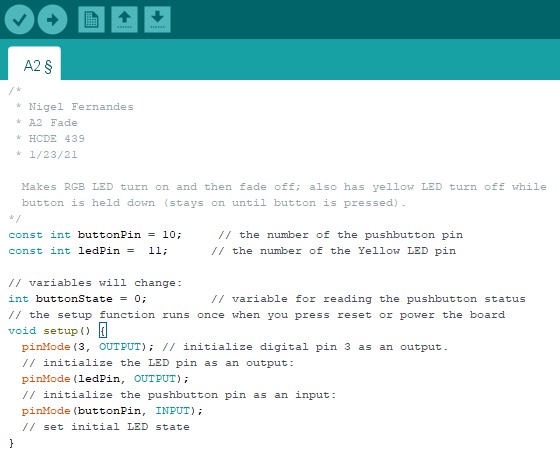 A2 §
/*
 * Nigel Fernandes
 * A2 Fade
 * HCDE 439
 * 1/23/21

  Makes RGB LED turn on and then fade off; also has yellow LED turn off while
  button is held down (stays on until button is pressed).
*/
const int buttonPin = 10;     // the number of the pushbutton pin
const int ledPin =  11;      // the number of the Yellow LED pin

// variables will change:
int buttonState = 0;         // variable for reading the pushbutton status
// the setup function runs once when you press reset or power the board
void setup() {
  pinMode(3, OUTPUT); // initialize digital pin 3 as an output.
  // initialize the LED pin as an output:
  pinMode(ledPin, OUTPUT);
  // initialize the pushbutton pin as an input:
  pinMode(buttonPin, INPUT);
  // set initial LED state
}